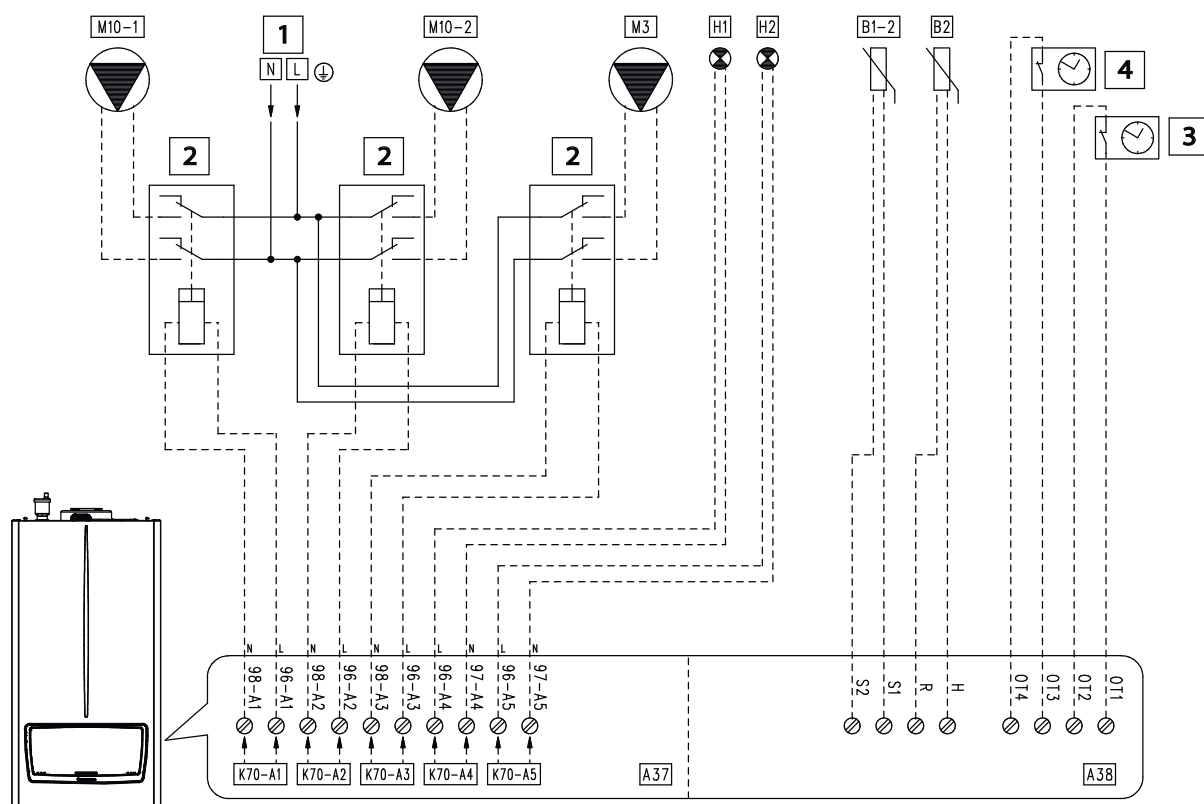 M10-1
1
M10-2
M3
H1
H2
B1-2
B2
N
L
4
3
2
2
2
N
L
N
L
N
L
L
N
L
N
98-A1
96-A1
98-A2
96-A2
98-A3
96-A3
96-A4
97-A4
96-A5
97-A5
S2
S1
R
H
OT4
OT3
OT2
OT1
K70-A1
K70-A2
K70-A3
K70-A4
K70-A5
A37
A38